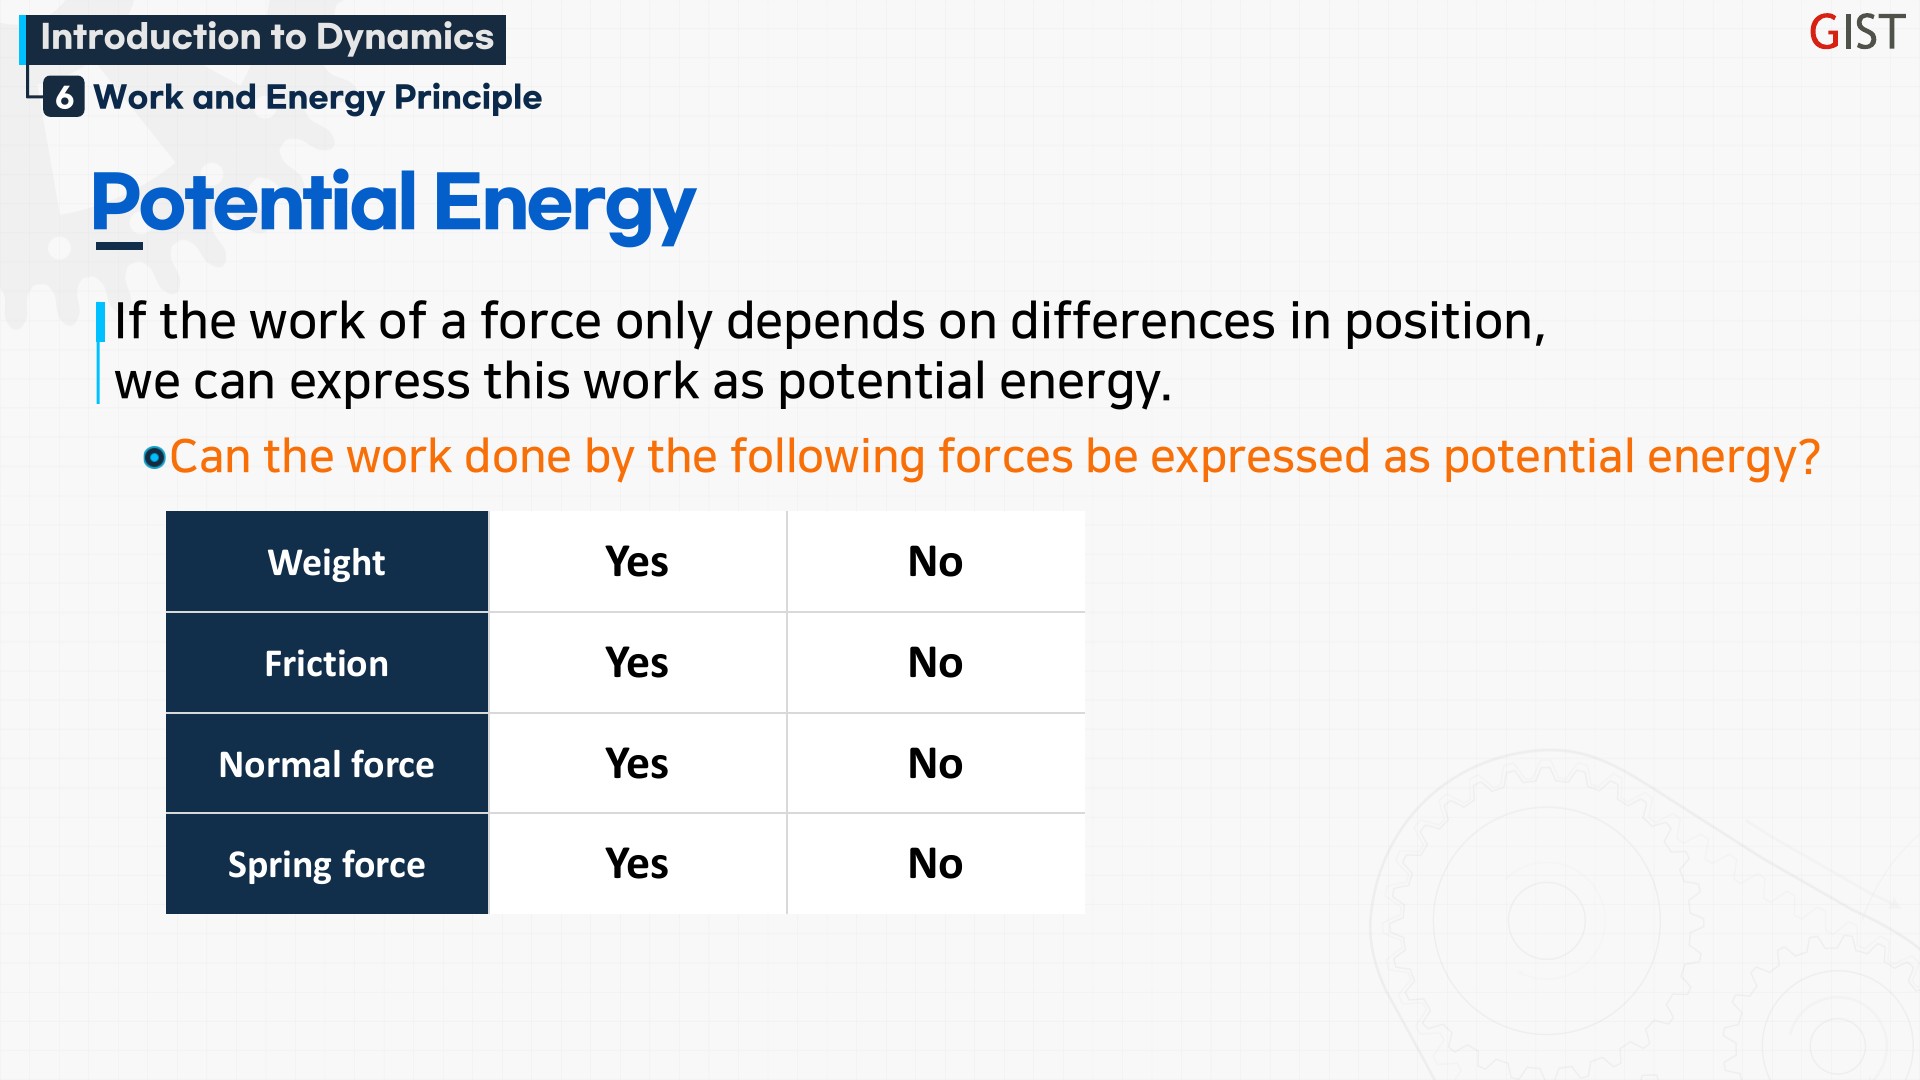 Introduction to Dynamics
GIST
6 Work and Energy Principle
Potential Energy
If the work of a force only depends on differences in position,
we can express this work as potential energy.
Can the work done by the following forces be expressed as potential energy?
Weight Yes No
Friction Yes No
Normal force Yes No
Spring force Yes No